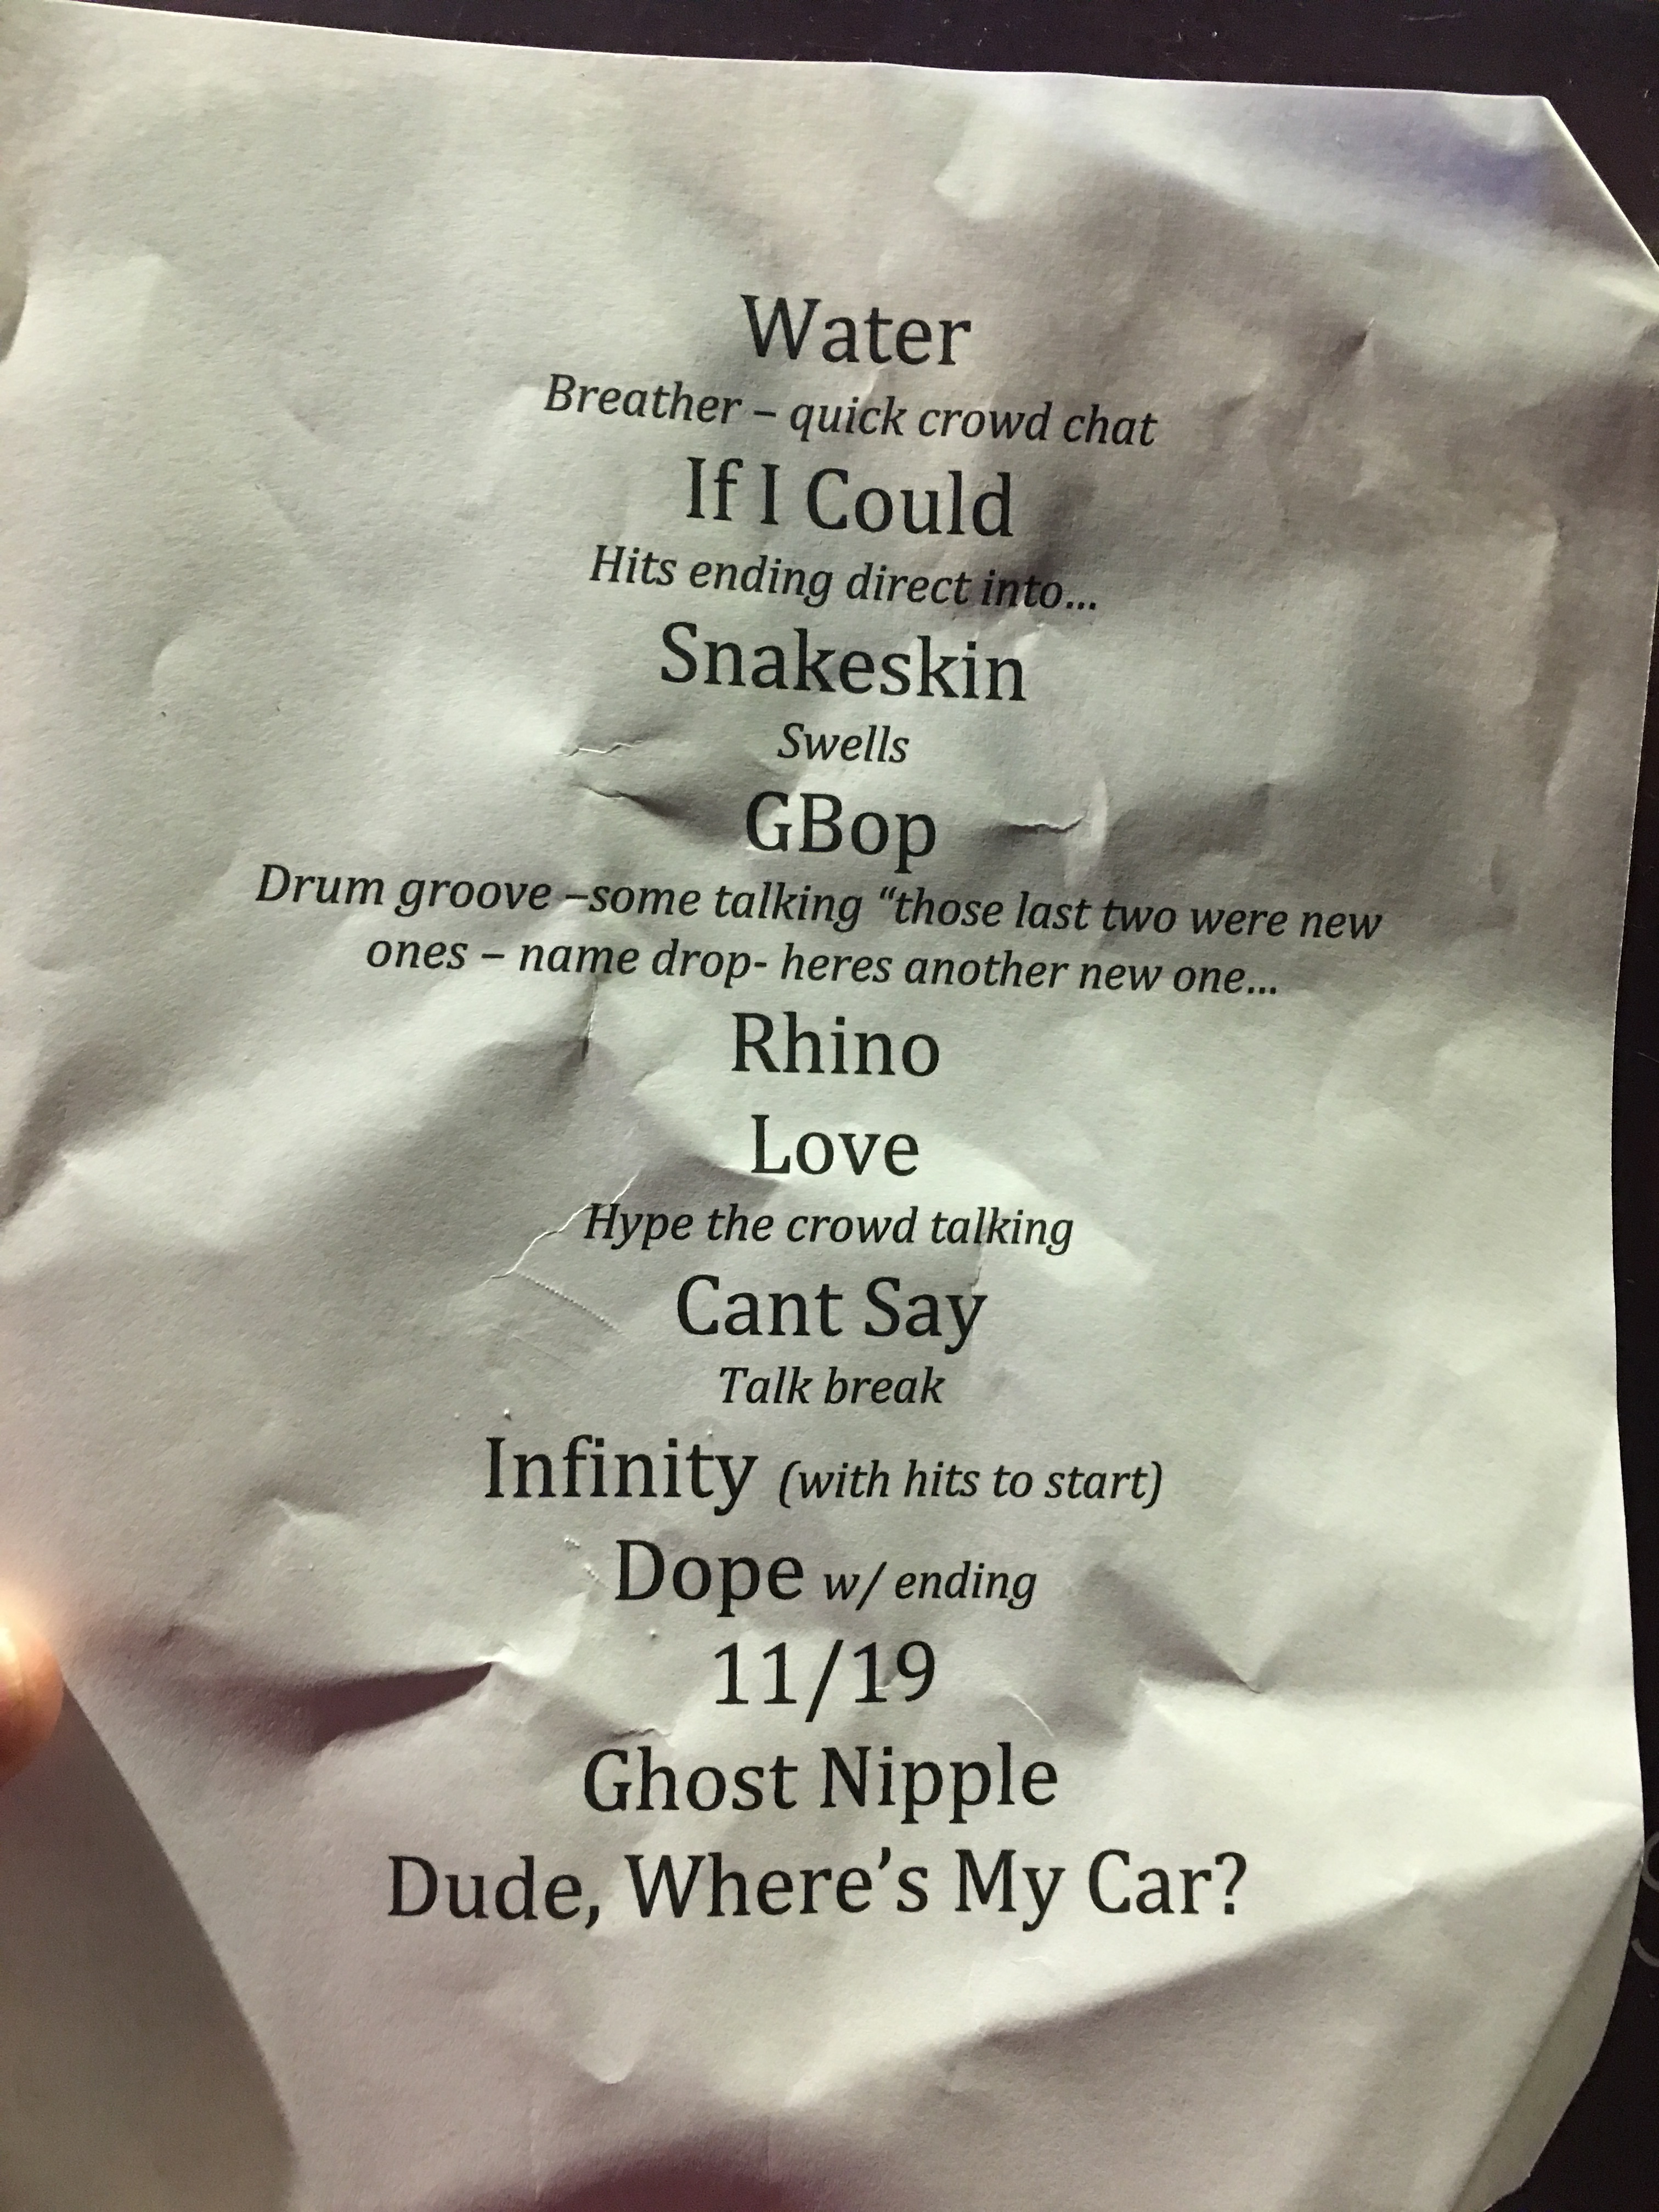 Water
Breather – quick crowd chat
If I Could
Hits ending direct into...
Snakeskin
Swells
GBop
Drum groove –some talking “those last two were new
ones – name drop- heres another new one...
Rhino
Love
Hype the crowd talking
Cant Say
Talk break
Infinity (with hits to start)
Dope w/ ending
11/19
Ghost Nipple
Dude, Where’s My Car?